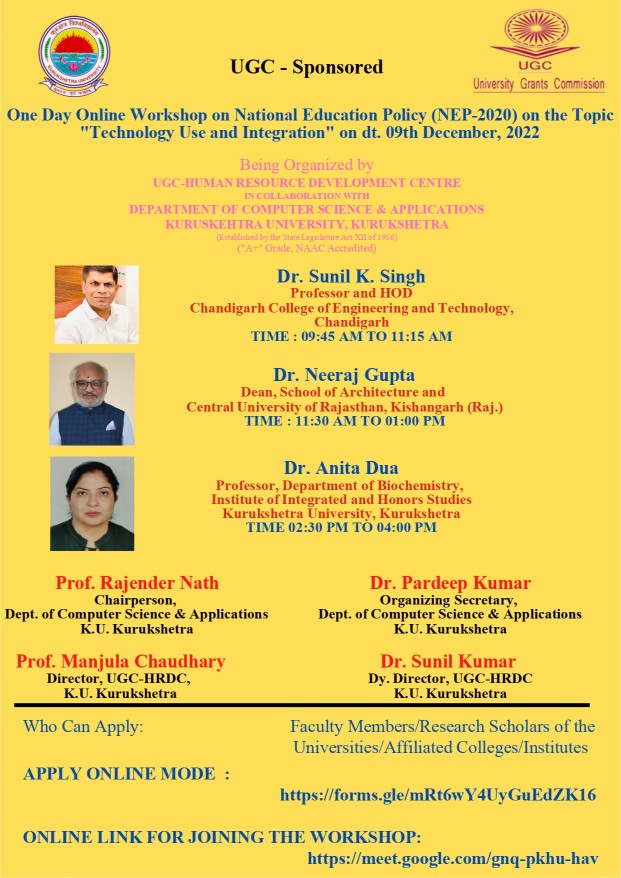 KURUKSHETRA UNIVERSITY
UGC
University Grants Commission
UGC - Sponsored
One Day Online Workshop on National Education Policy (NEP-2020) on the Topic
"Technology Use and Integration" on dt. 09th December, 2022
Being Organized by
UGC-HUMAN RESOURCE DEVELOPMENT CENTRE
IN COLLABORATION WITH
DEPARTMENT OF COMPUTER SCIENCE & APPLICATIONS
KURUSKEHTRA UNIVERSITY, KURUKSHETRA
(Established by the State Legislature Act XII of 1956)
("A+" Grade, NAAC Accredited)
Dr. Sunil K. Singh
Professor and HOD
Chandigarh College of Engineering and Technology,
Chandigarh
TIME : 09:45 AM TO 11:15 AM
Dr. Neeraj Gupta
Dean, School of Architecture and
Central University of Rajasthan, Kishangarh (Raj.)
TIME : 11:30 AM TO 01:00 PM
Dr. Anita Dua
Professor, Department of Biochemistry,
Institute of Integrated and Honors Studies
Kurukshetra University, Kurukshetra
TIME 02:30 PM TO 04:00 PM
Prof. Rajender Nath
Chairperson,
Dept. of Computer Science & Applications
K.U. Kurukshetra
Dr. Pardeep Kumar
Organizing Secretary,
Dept. of Computer Science & Applications
K.U. Kurukshetra
Prof. Manjula Chaudhary
Director, UGC-HRDC,
K.U. Kurukshetra
Dr. Sunil Kumar
Dy. Director, UGC-HRDC
K.U. Kurukshetra
Who Can Apply: Faculty Members/Research Scholars of the
Universities/Affiliated Colleges/Institutes
APPLY ONLINE MODE :
https://forms.gle/mRt6wY4UyGuEdZK16
ONLINE LINK FOR JOINING THE WORKSHOP:
https://meet.google.com/gnq-pkhu-hav